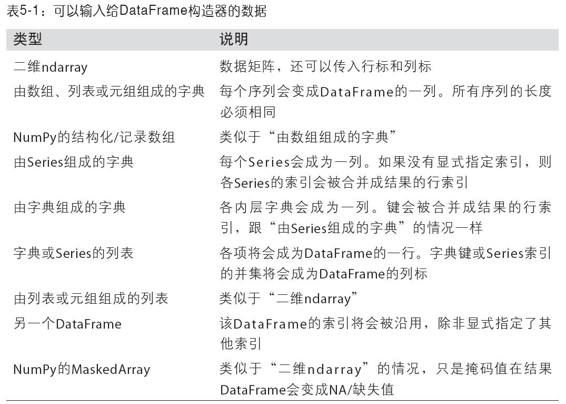 表5-1：可以输入给DataFrame构造器的数据
类型 说明
二维ndarray 数据矩阵，还可以传入行标和列标
由数组、列表或元组组成的字典 每个序列会变成DataFrame的一列。所有序列的长度
必须相同
NumPy的结构化/记录数组 类似于“由数组组成的字典”
由Series组成的字典 每个Series会成为一列。如果没有显式指定索引，则
各Series的索引会被合并成结果的行索引
由字典组成的字典 各内层字典会成为一列。键会被合并成结果的行索
引，跟“由Series组成的字典”的情况一样
字典或Series的列表 各项将会成为DataFrame的一行。字典键或Series索引
的并集将会成为DataFrame的列标
由列表或元组组成的列表 类似于“二维ndarray”
另一个DataFrame 该DataFrame的索引将会被沿用，除非显式指定了其
他索引
NumPy的MaskedArray 类似于“二维ndarray”的情况，只是掩码值在结果
DataFrame会变成NA/缺失值